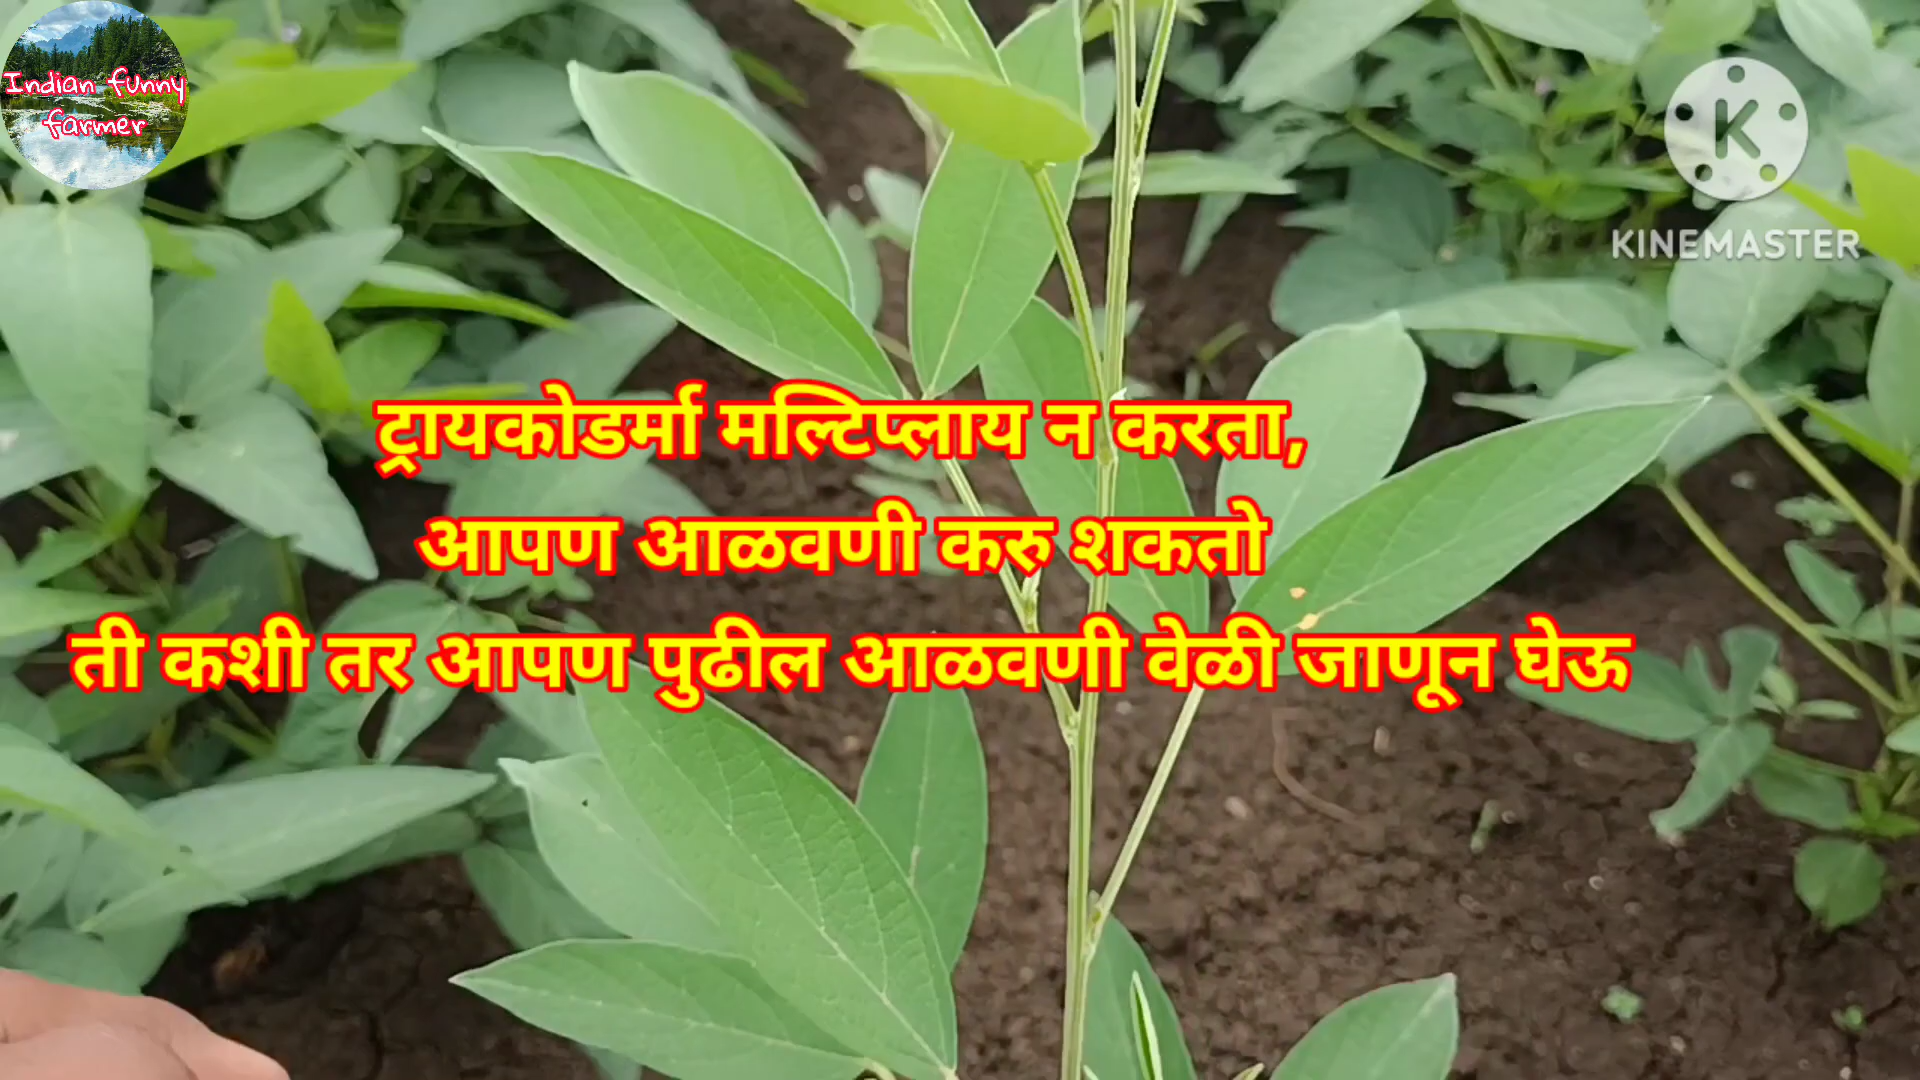 Indian funny
farmer
K
KINEMASTER
ट्रायकोडर्मा मल्टिप्लाय न करता,
आपण आळवणी करु शकतो
ती कशी तर आपण पुढील आळवणी वेळी जाणून घेऊ